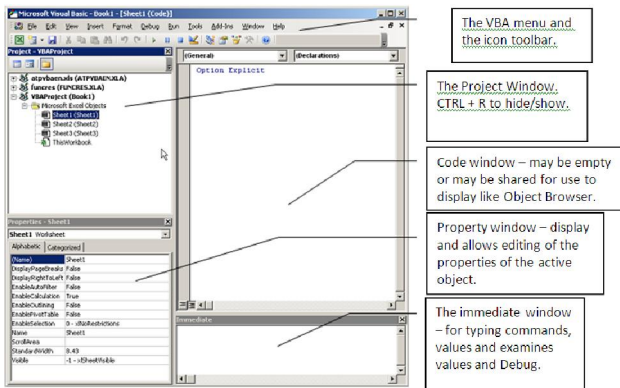 Microsoft Visual Basic - Book1 - [Sheet1 (Code)]
File Edit View Insert Format Debug Run Tools Add-Ins Window Help
Project - VBAProject
atpvbaen.xls (ATPVBAEN.XLA)
funcres (FUNCRES.XLA)
VBAProject (Book1)
Microsoft Excel Objects
Sheet1 (Sheet1)
Sheet2 (Sheet2)
Sheet3 (Sheet3)
ThisWorkbook
(General)
(Declarations)
Option Explicit
Properties - Sheet1
Sheet1 Worksheet
Alphabetic Categorized
(Name) Sheet1
DisplayPageBreaks False
DisplayRightToLeft False
EnableAutoFilter False
EnableCalculation True
EnableOutlining False
EnablePivotTable False
EnableSelection 0 - xlNoRestrictions
Name Sheet1
ScrollArea
StandardWidth 8.43
Visible -1 - xlSheetVisible
Immediate
The VBA menu and
the icon toolbar.
The Project Window.
CTRL + R to hide/show.
Code window – may be empty
or may be shared for use to
display like Object Browser.
Property window – display
and allows editing of the
properties of the active
object.
The immediate window
– for typing commands,
values and examines
values and Debug.